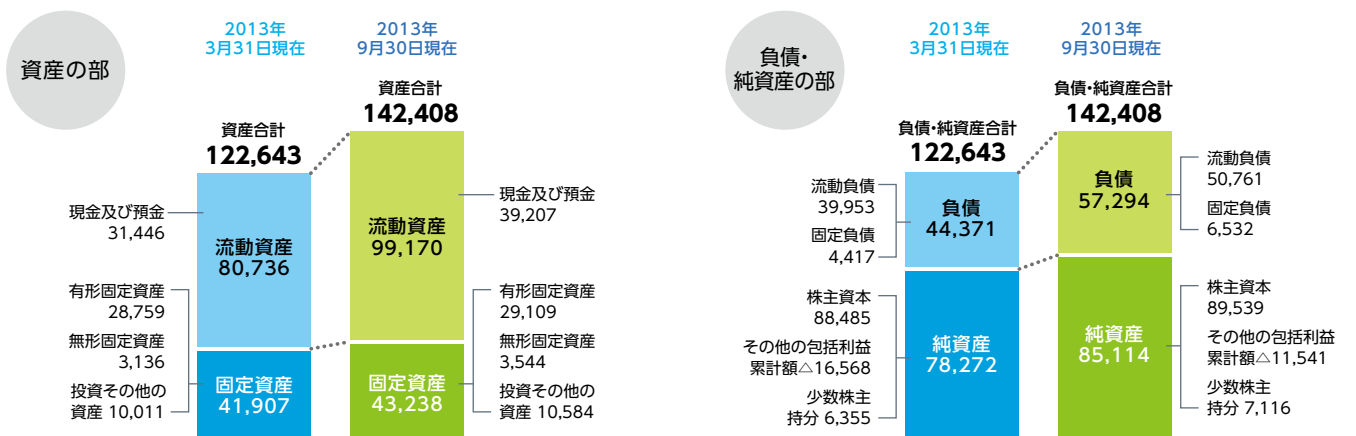 資産の部
2013年
3月31日現在
2013年
9月30日現在
資産合計
122,643
資産合計
142,408
現金及び預金
31,446
流動資産
80,736
有形固定資産
28,759
無形固定資産
3,136
投資その他の
資産 10,011
固定資産
41,907
流動資産
99,170
現金及び預金
39,207
固定資産
43,238
有形固定資産
29,109
無形固定資産
3,544
投資その他の
資産 10,584
負債・
純資産の部
2013年
3月31日現在
2013年
9月30日現在
負債・純資産合計
122,643
負債・純資産合計
142,408
流動負債
39,953
固定負債
4,417
負債
44,371
株主資本
88,485
その他の包括利益
累計額△16,568
少数株主
持分 6,355
純資産
78,272
負債
57,294
流動負債
50,761
固定負債
6,532
純資産
85,114
株主資本
89,539
その他の包括利益
累計額△11,541
少数株主
持分 7,116